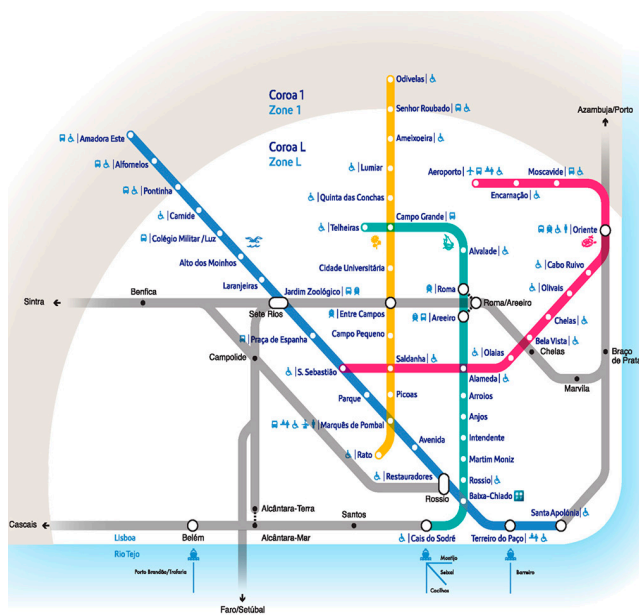 Odivelas
Coroa 1
Zone 1
Senhor Roubado
Azambuja/Porto
Amadora Este
Ameixoeira
Coroa L
Zone L
Alfornelos
Lumiar
Aeroporto
Moscavide
Pontinha
Quinta das Conchas
Encarnação
Carnide
Telheiras
Campo Grande
Oriente
Colégio Militar /Luz
Alvalade
Alto dos Moinhos
Cidade Universitária
Cabo Ruivo
Laranjeiras
Jardim Zoológico
Roma
Olivais
Benfica
Sintra
Sete Rios
Entre Campos
Roma/Areeiro
Areeiro
Chelas
Praça de Espanha
Campo Pequeno
Bela Vista
Campolide
Saldanha
Olaias
Chelas
Braço
de Prata
S. Sebastião
Alameda
Marvila
Parque
Picoas
Arroios
Marquês de Pombal
Anjos
Avenida
Intendente
Rato
Martim Moniz
Restauradores
Rossio
Rossio
Baixa-Chiado
Alcântara-Terra
Santos
Santa Apolónia
Cascais
Belém
Alcântara-Mar
Cais do Sodré
Terreiro do Paço
Lisboa
Rio Tejo
Porto Brandão/Trafaria
Montijo
Seixal
Cacilhas
Barreiro
Faro/Setúbal